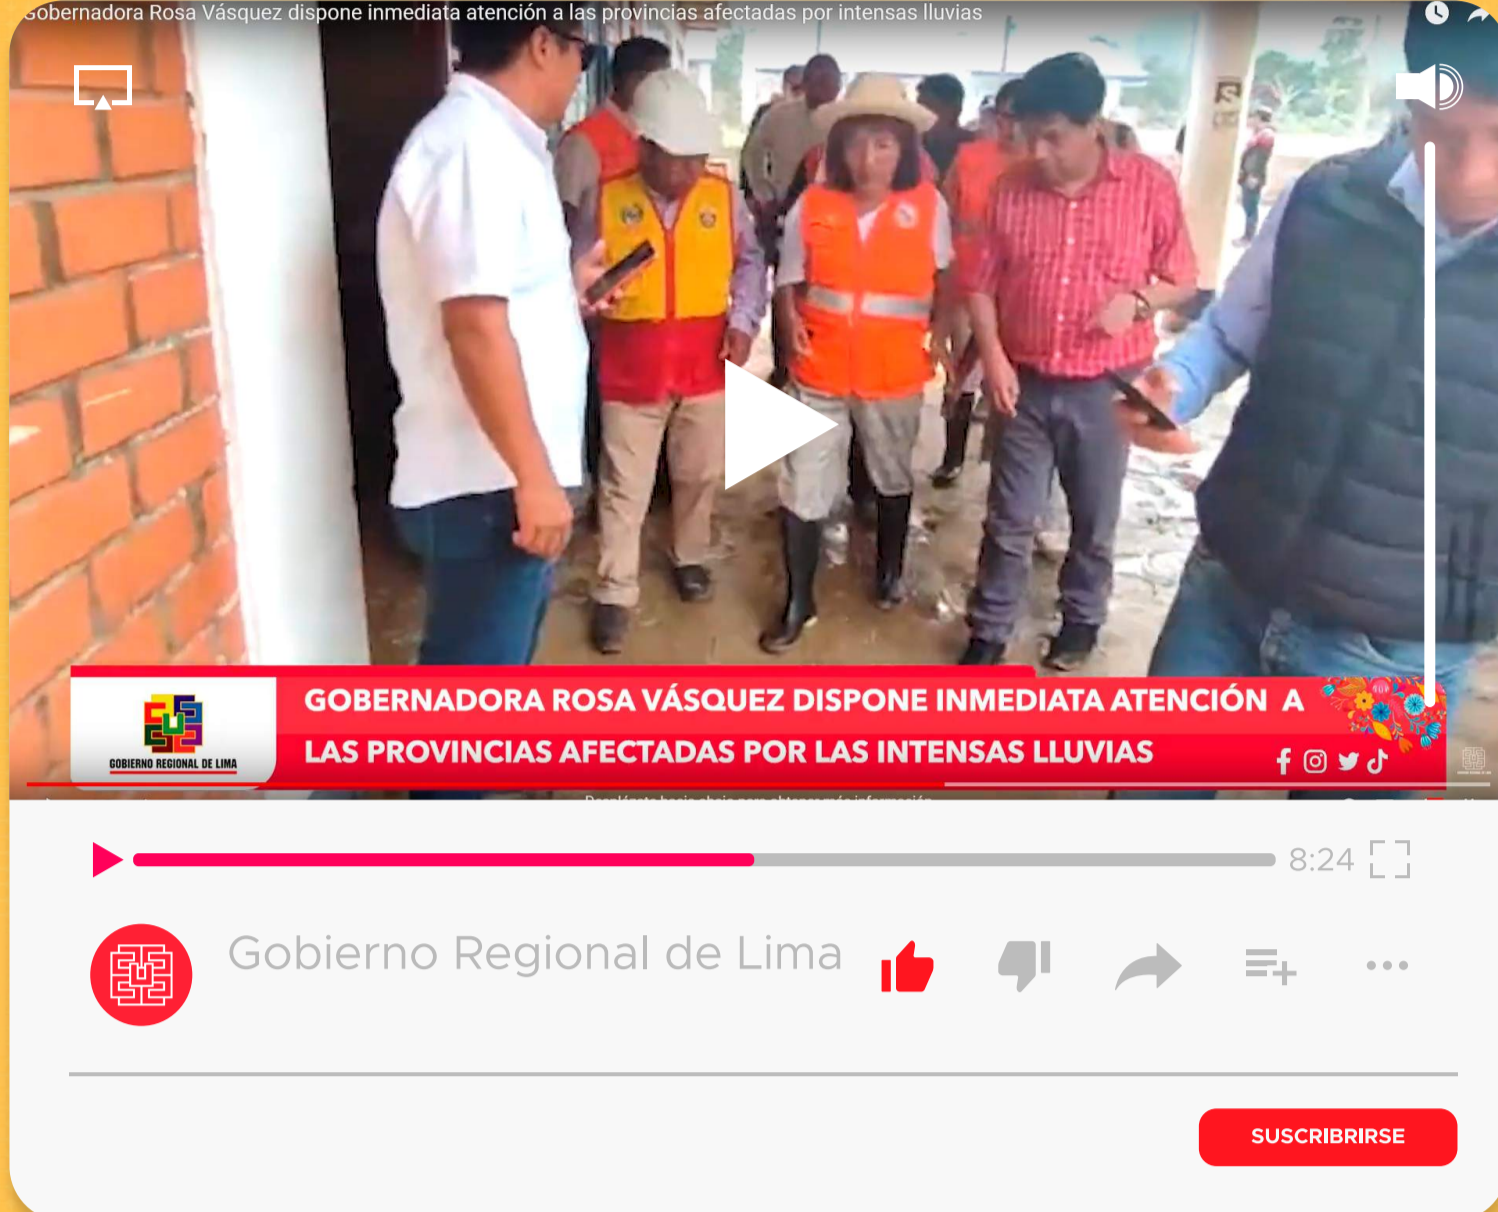 Gobernadora Rosa Vásquez dispone inmediata atención a las provincias afectadas por intensas lluvias
GOBERNADORA ROSA VÁSQUEZ DISPONE INMEDIATA ATENCIÓN A
LAS PROVINCIAS AFECTADAS POR LAS INTENSAS LLUVIAS
GOBIERNO REGIONAL DE LIMA
8:24
Gobierno Regional de Lima
SUSCRIBRIRSE